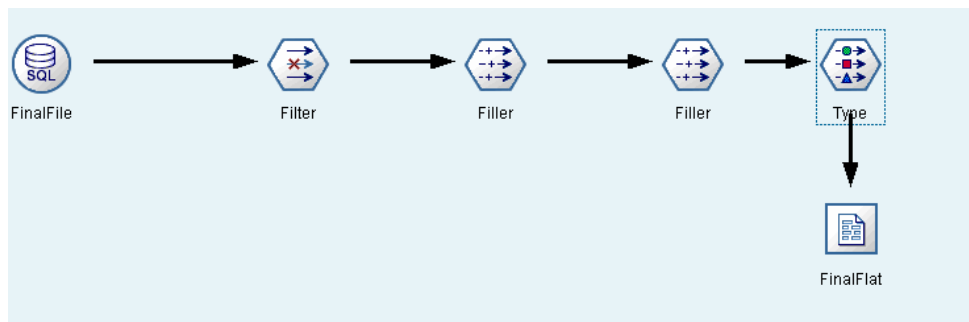 SQL
FinalFile
Filter
Filler
Filler
Type
FinalFlat